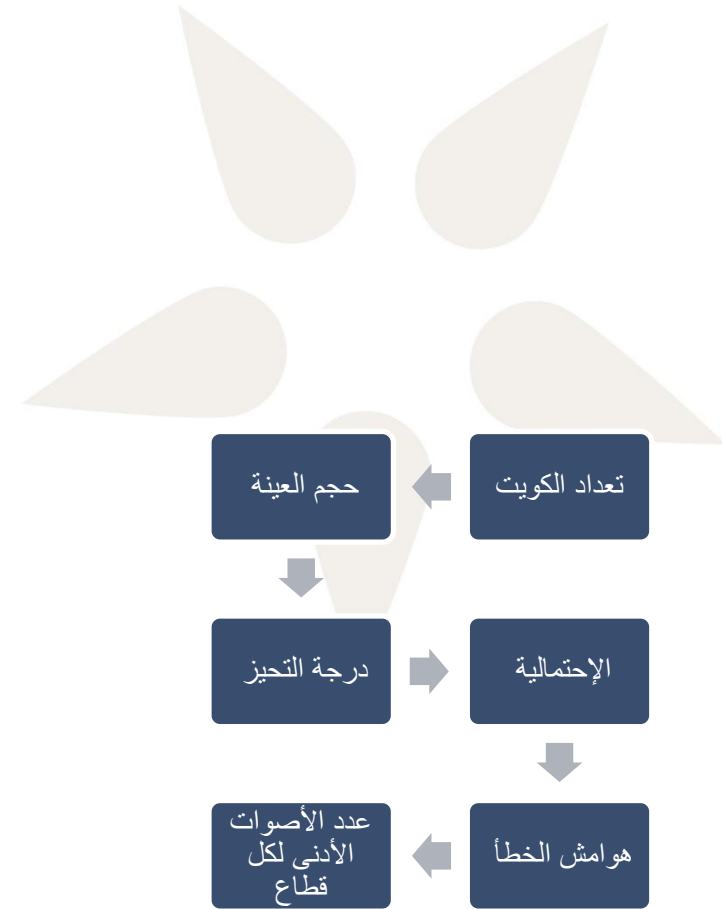 تعداد الكويت
حجم العينة
درجة التحيز
الإحتمالية
هوامش الخطأ
عدد الأصوات
الأدنى لكل
قطاع